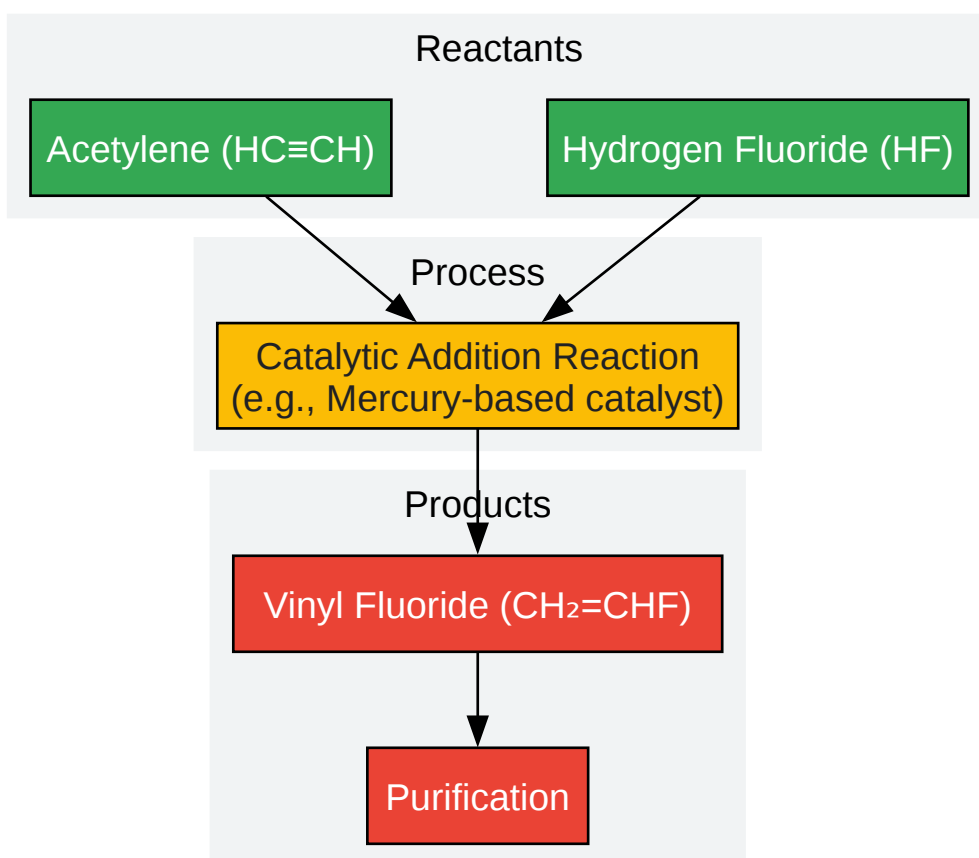 Reactants
Acetylene (HC≡CH)
Hydrogen Fluoride (HF)
Process
Catalytic Addition Reaction
(e.g., Mercury-based catalyst)
Products
Vinyl Fluoride (CH₂=CHF)
Purification